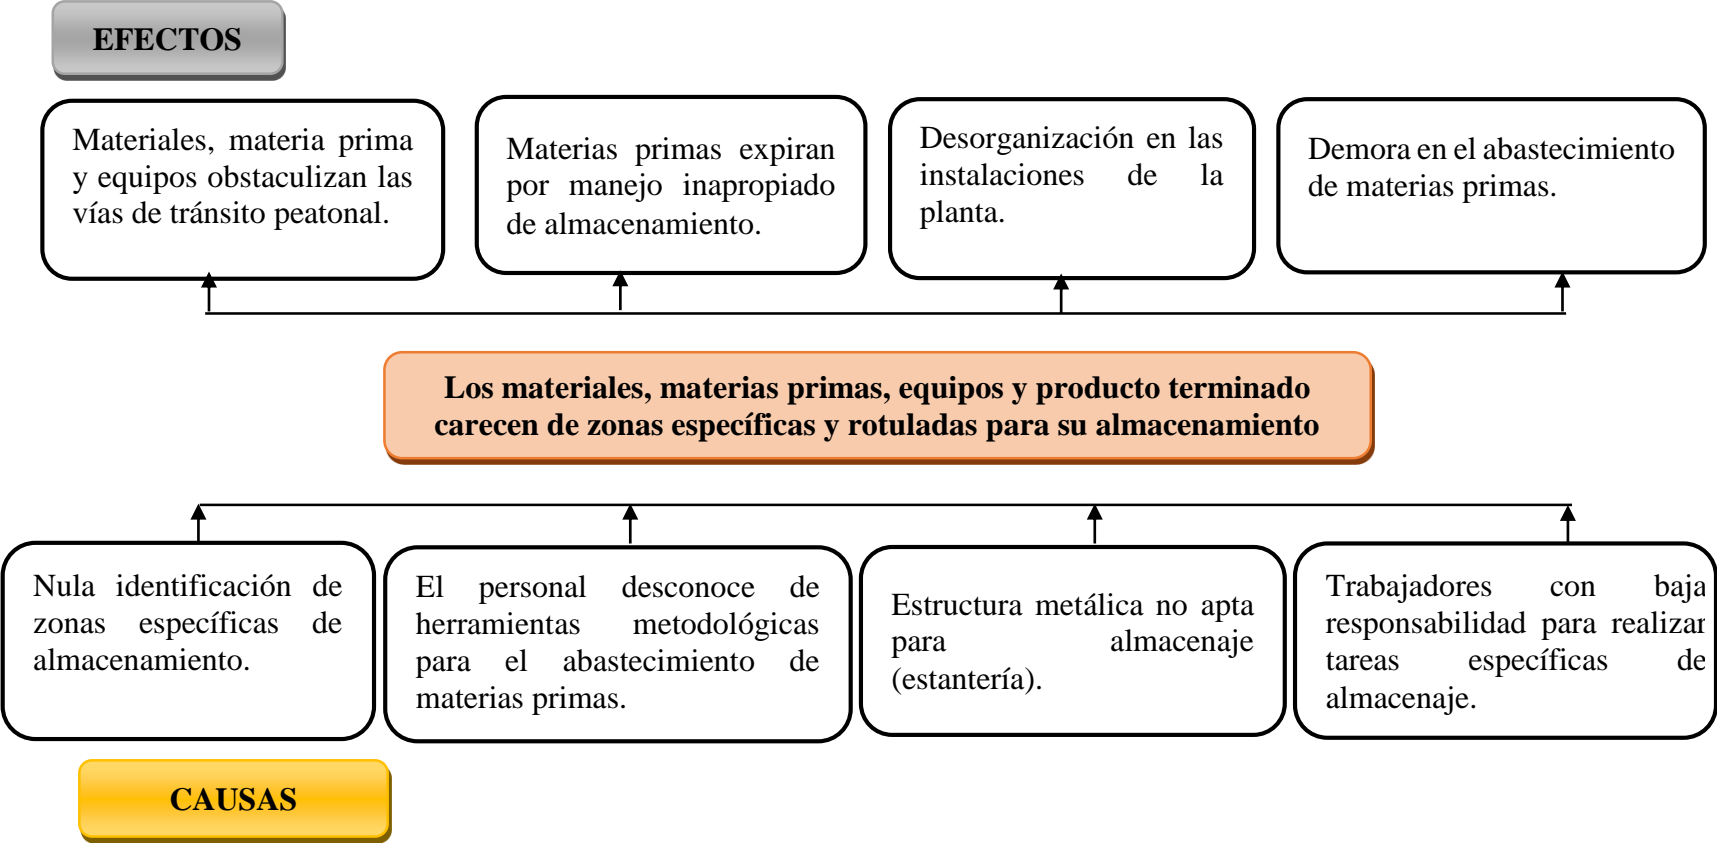 EFECTOS
Materiales, materia prima
y equipos obstaculizan las
vías de tránsito peatonal.
Materias primas expiran
por manejo inapropiado
de almacenamiento.
Desorganización en las
instalaciones de la
planta.
Demora en el abastecimiento
de materias primas.
Los materiales, materias primas, equipos y producto terminado
carecen de zonas específicas y rotuladas para su almacenamiento
Nula identificación de
zonas específicas de
almacenamiento.
El personal desconoce de
herramientas metodológicas
para el abastecimiento de
materias primas.
Estructura metálica no apta
para almacenaje
(estantería).
Trabajadores con baja
responsabilidad para realizar
tareas específicas de
almacenaje.
CAUSAS